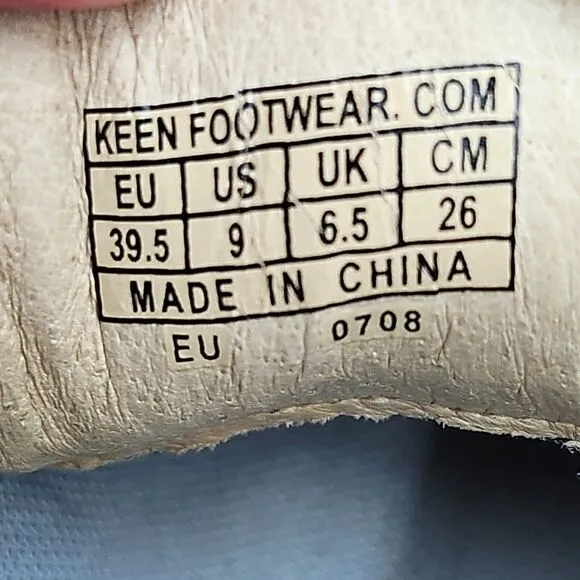 KEEN FOOTWEAR. COM
EU US UK CM
39.5 9 6.5 26
MADE IN CHINA
EU 0708